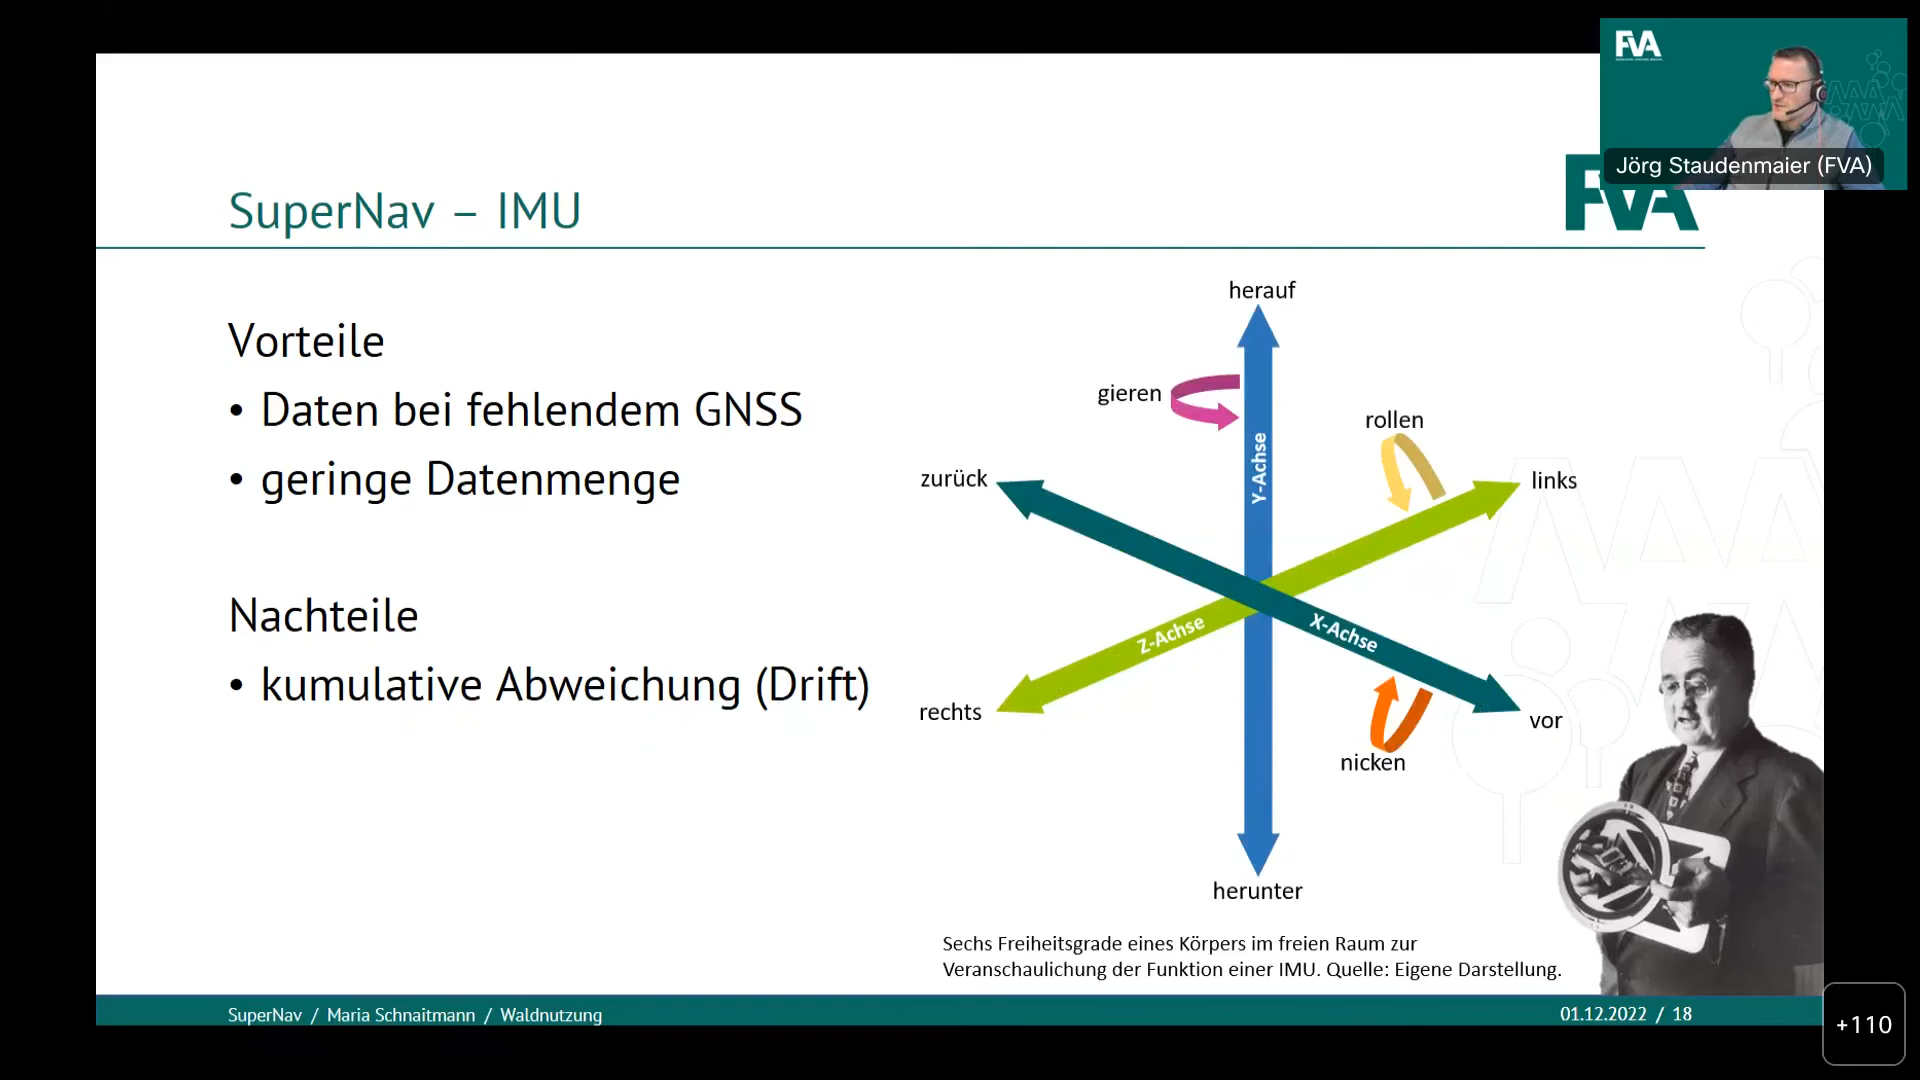 FVA
Jörg Staudenmaier (FVA)
FVA
SuperNav – IMU
Vorteile
• Daten bei fehlendem GNSS
• geringe Datenmenge
Nachteile
• kumulative Abweichung (Drift)
herauf
gieren
rollen
Y-Achse
zurück
links
Z-Achse
X-Achse
rechts
vor
nicken
herunter
Sechs Freiheitsgrade eines Körpers im freien Raum zur
Veranschaulichung der Funktion einer IMU. Quelle: Eigene Darstellung.
SuperNav / Maria Schnaitmann / Waldnutzung
01.12.2022 / 18
+110